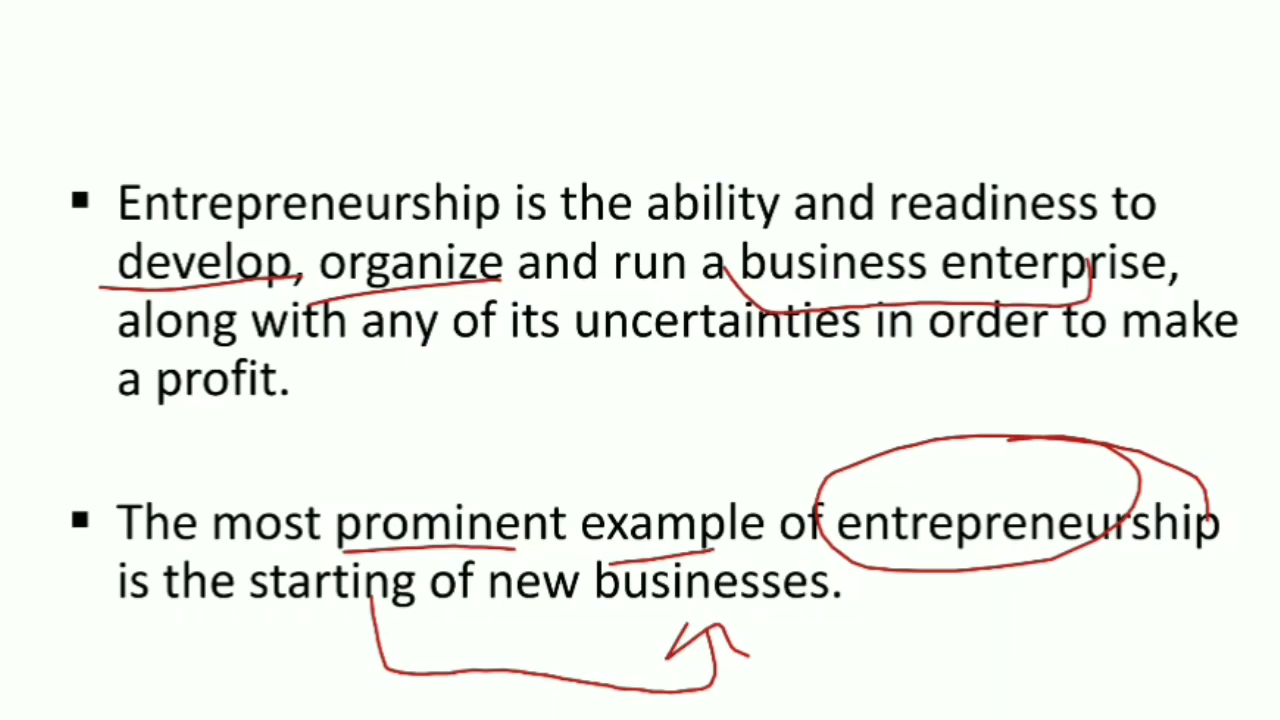 ▪ Entrepreneurship is the ability and readiness to
develop, organize and run a business enterprise,
along with any of its uncertainties in order to make
a profit.
▪ The most prominent example of entrepreneurship
is the starting of new businesses.